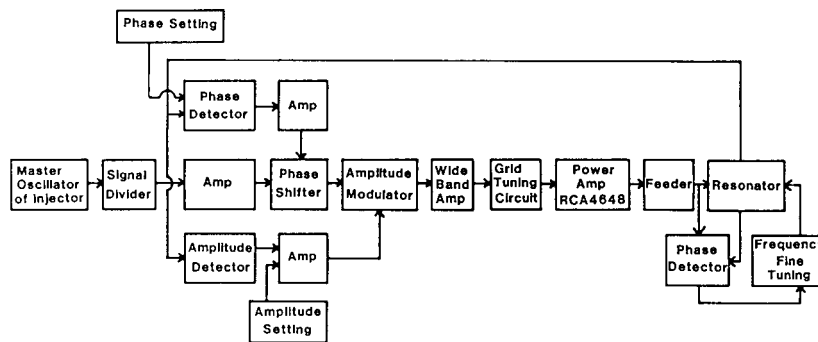 Phase Setting
Phase
Detector
Amp
Master
Oscillator
of Injector
Signal
Divider
Amp
Phase
Shifter
Amplitude
Modulator
Wide
Band
Amp
Grid
Tuning
Circuit
Power
Amp
RCA4648
Feeder
Resonator
Amplitude
Detector
Amp
Phase
Detector
Frequenc
Fine
Tuning
Amplitude
Setting